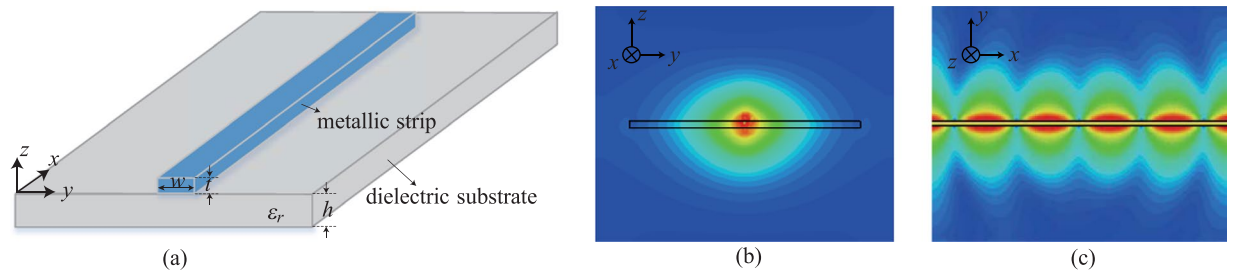 z
x
y
w
t
metallic strip
dielectric substrate
εr
h
(a)
z
x
y
(b)
y
z
x
(c)